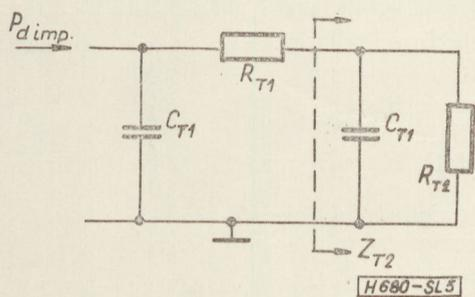 P_d imp.
R_T1
C_T1
C_T1
R_T2
Z_T2
H680-SL5